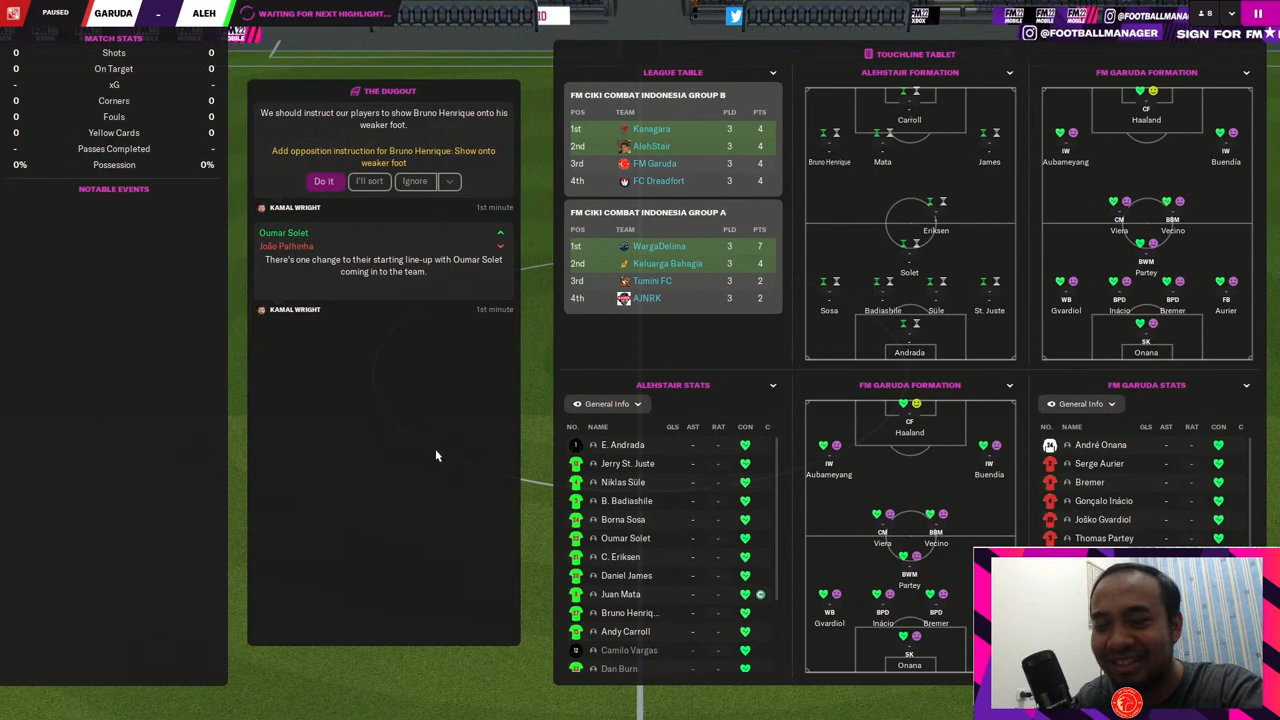 PAUSED
GARUDA - ALEH
WAITING FOR NEXT HIGHLIGHT...
FM22 MOBILE
FM22 XBOX
@FOOTBALLMANAG
@FOOTBALLMANAGER
SIGN FOR FM
8
MATCH STATS
0 Shots 0
0 On Target 0
- xG -
0 Corners 0
0 Fouls 0
0 Yellow Cards 0
- Passes Completed -
0% Possession 0%
NOTABLE EVENTS
THE DUGOUT
We should instruct our players to show Bruno Henrique onto his
weaker foot.
Add opposition instruction for Bruno Henrique: Show onto
weaker foot
Do it I'll sort Ignore
KAMAL WRIGHT 1st minute
Oumar Solet
João Palhinha
There's one change to their starting line-up with Oumar Solet
coming in to the team.
KAMAL WRIGHT 1st minute
TOUCHLINE TABLET
LEAGUE TABLE
FM CIKI COMBAT INDONESIA GROUP B
POS TEAM PLD PTS
1st Kanagara 3 4
2nd AlehStair 3 4
3rd FM Garuda 3 4
4th FC Dreadfort 3 4
FM CIKI COMBAT INDONESIA GROUP A
POS TEAM PLD PTS
1st WargaDelima 3 7
2nd Keluarga Bahagia 3 4
3rd Tumini FC 3 2
4th AJNRK 3 2
ALEHSTAIR FORMATION
-
Carroll
- - -
Bruno Henrique Mata James
-
Eriksen
-
Solet
- - - -
Sosa Badiashile Süle St. Juste
-
Andrada
FM GARUDA FORMATION
CF
Haaland
IW IW
Aubameyang Buendía
CM BBM
Viera Vecino
BWM
Partey
WB BPD BPD FB
Gvardiol Inácio Bremer Aurier
SK
Onana
ALEHSTAIR STATS
General Info
NO. NAME GLS AST RAT CON C
1 E. Andrada - -
Jerry St. Juste - -
Niklas Süle - -
B. Badiashile - -
Borna Sosa - -
Oumar Solet - -
C. Eriksen - -
Daniel James - -
Juan Mata - - C
Bruno Henriq... - -
Andy Carroll - -
12 Camilo Vargas - -
Dan Burn - -
FM GARUDA FORMATION
CF
Haaland
IW IW
Aubameyang Buendía
CM BBM
Viera Vecino
BWM
Partey
WB BPD BPD
Gvardiol Inácio Bremer
SK
Onana
FM GARUDA STATS
General Info
NO. NAME GLS AST RAT CON C
24 André Onana - -
Serge Aurier - -
Bremer - -
Gonçalo Inácio - -
Joško Gvardiol - -
Thomas Partey - -